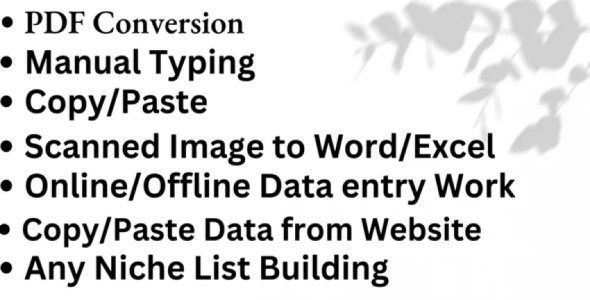 • PDF Conversion
• Manual Typing
• Copy/Paste
• Scanned Image to Word/Excel
• Online/Offline Data entry Work
• Copy/Paste Data from Website
• Any Niche List Building